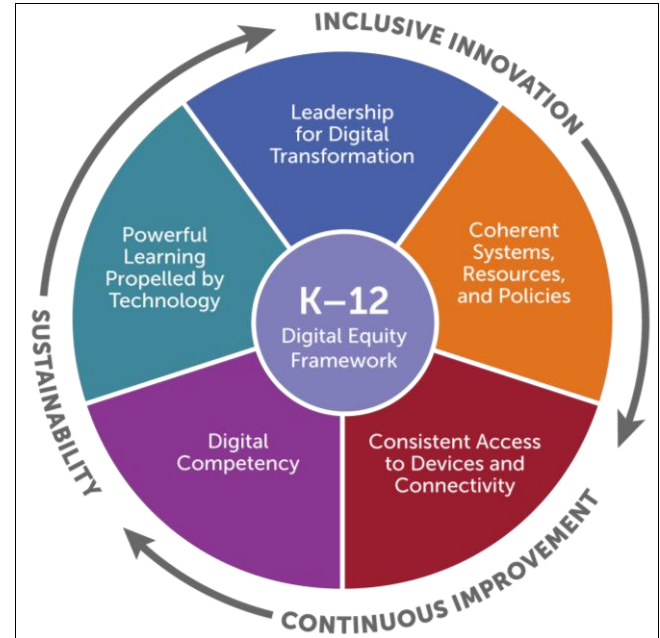 INCLUSIVE INNOVATION
Leadership
for Digital
Transformation
Coherent
Systems,
Resources,
and Policies
Powerful
Learning
Propelled by
Technology
K–12
Digital Equity
Framework
SUSTAINABILITY
Digital
Competency
Consistent Access
to Devices and
Connectivity
CONTINUOUS IMPROVEMENT